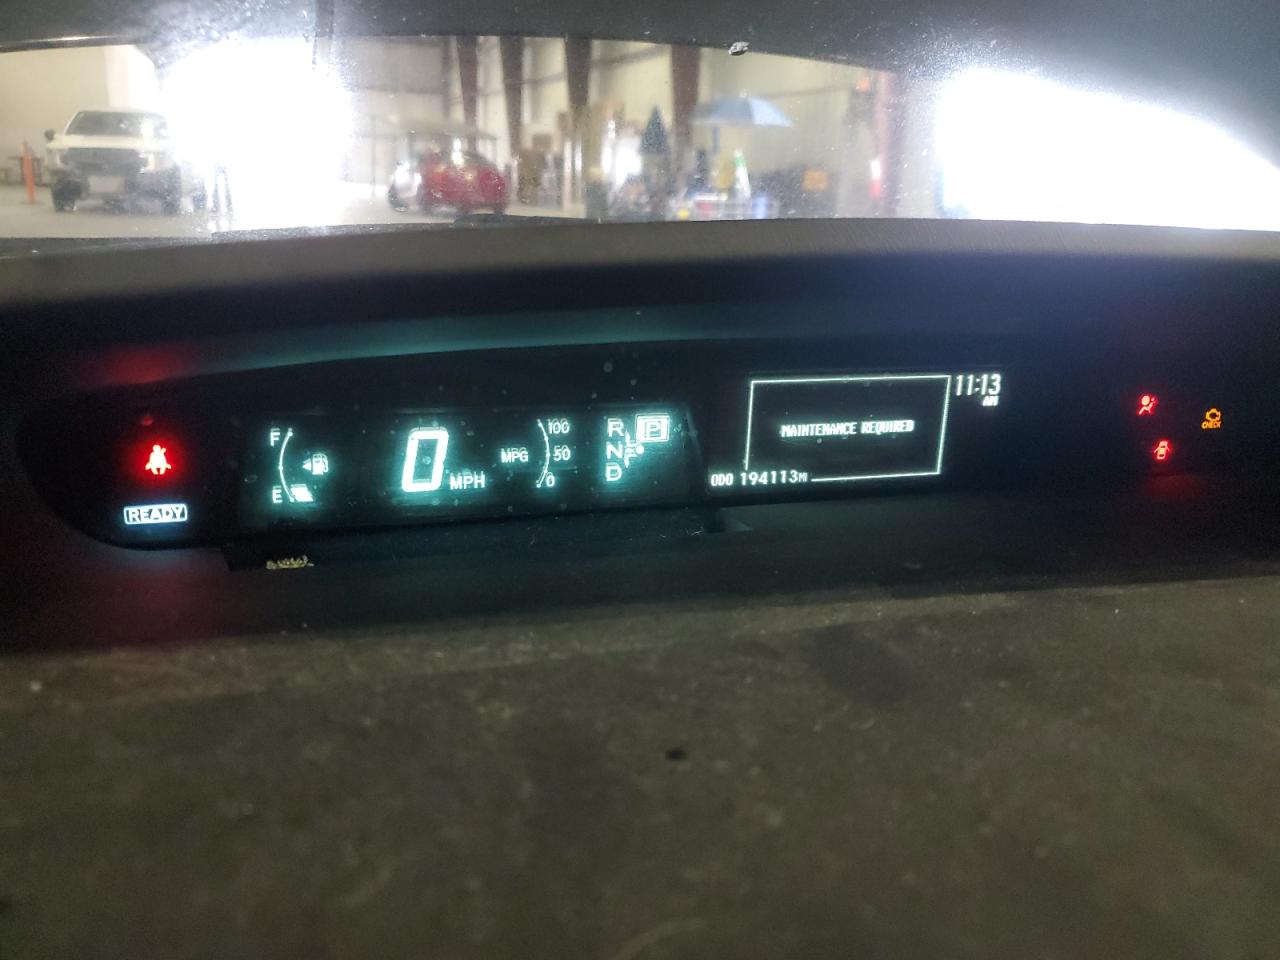 READY
F
E
0 MPH
MPG
100
50
0
R
N
D
P
MAINTENANCE REQUIRED
ODO 194113MI
11:13
AM
CHECK